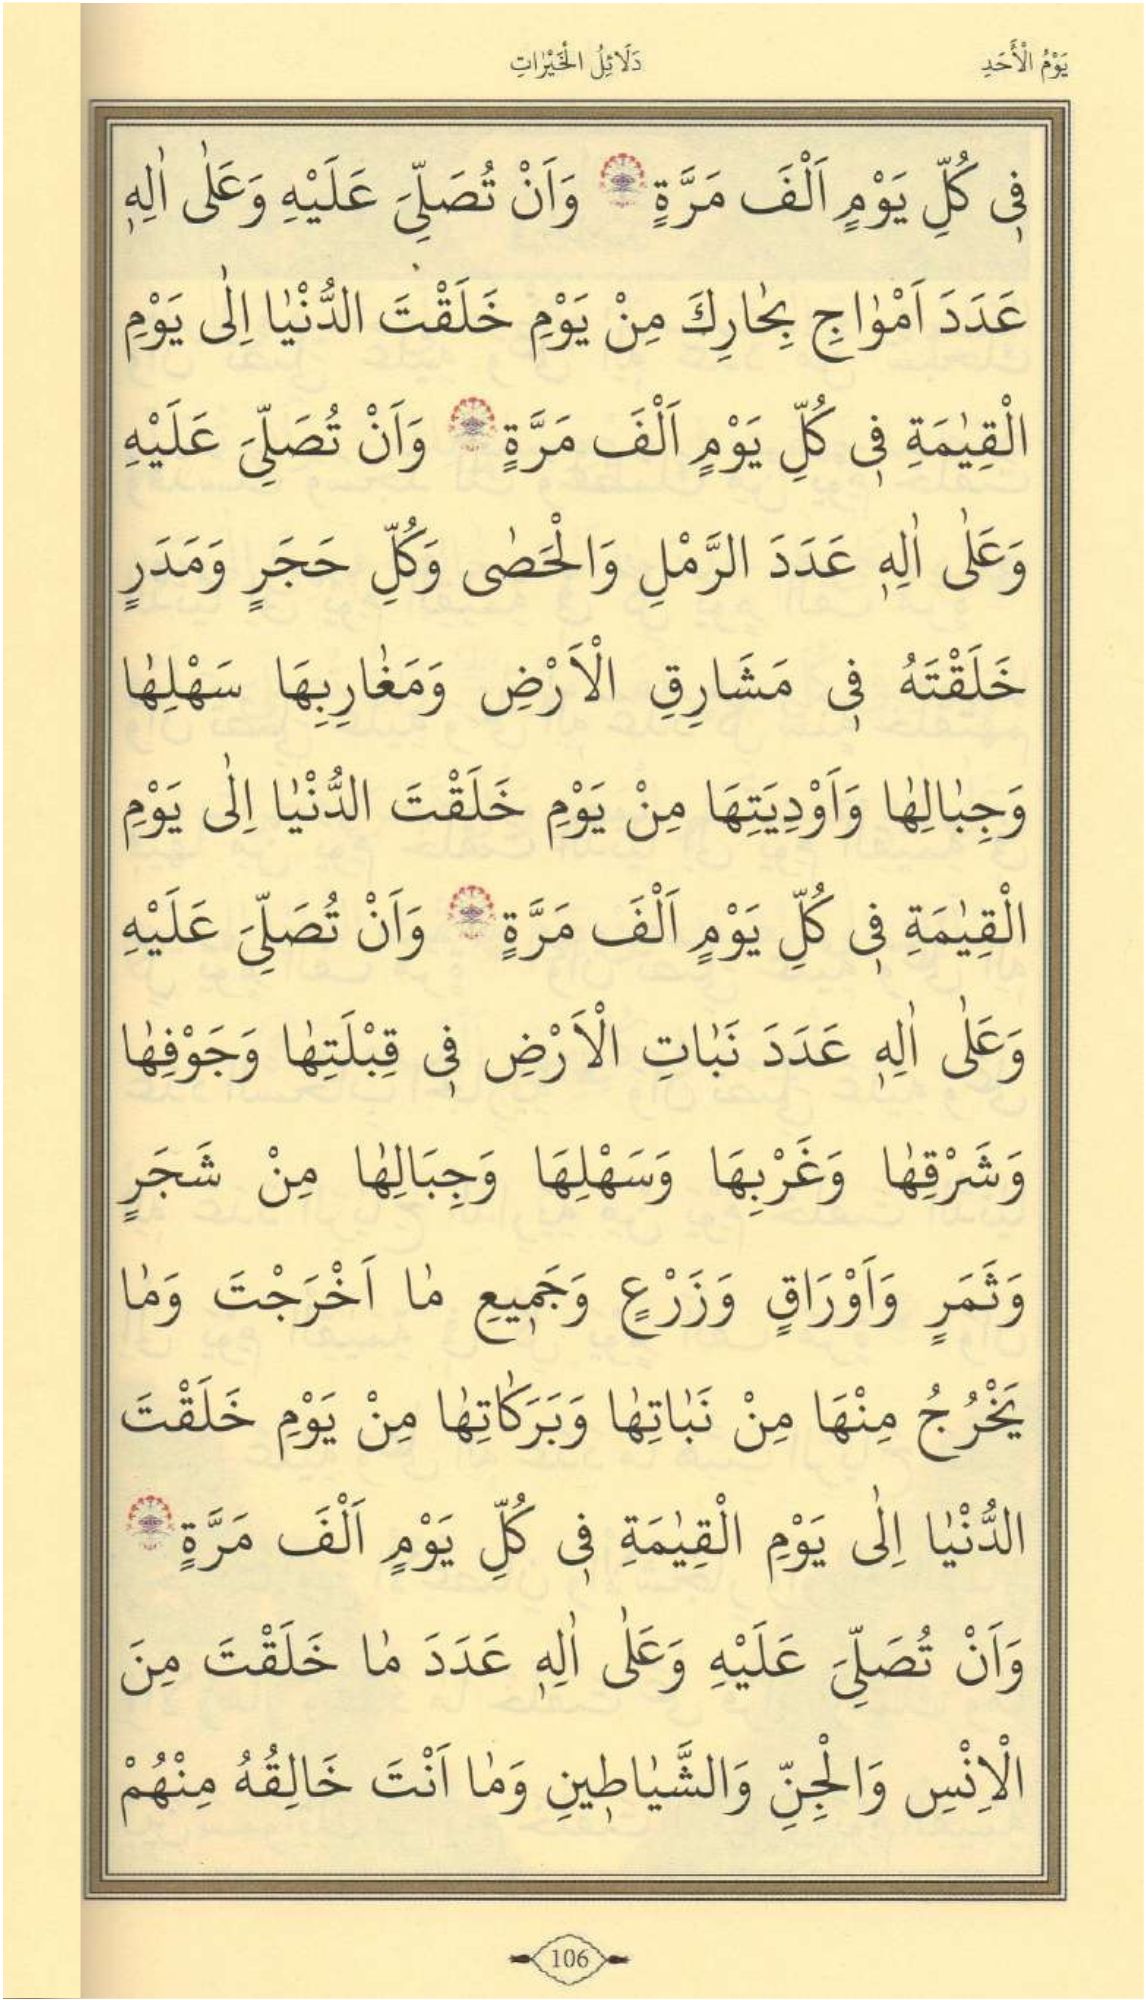 يَوْمُ الْأَحَدِ
دَلَائِلُ الْخَيْرَاتِ
فٖى كُلِّ يَوْمٍ اَلْفَ مَرَّةٍ وَاَنْ تُصَلِّىَ عَلَيْهِ وَعَلٰى اٰلِهٖ
عَدَدَ اَمْوٰاجِ بِحٰارِكَ مِنْ يَوْمِ خَلَقْتَ الدُّنْيٰا اِلٰى يَوْمِ
الْقِيٰمَةِ فٖى كُلِّ يَوْمٍ اَلْفَ مَرَّةٍ وَاَنْ تُصَلِّىَ عَلَيْهِ
وَعَلٰى اٰلِهٖ عَدَدَ الرَّمْلِ وَالْحَصٰى وَكُلِّ حَجَرٍ وَمَدَرٍ
خَلَقْتَهُ فٖى مَشَارِقِ الْاَرْضِ وَمَغٰارِبِهَا سَهْلِهٰا
وَجِبٰالِهٰا وَاَوْدِيَتِهَا مِنْ يَوْمِ خَلَقْتَ الدُّنْيٰا اِلٰى يَوْمِ
الْقِيٰمَةِ فٖى كُلِّ يَوْمٍ اَلْفَ مَرَّةٍ وَاَنْ تُصَلِّىَ عَلَيْهِ
وَعَلٰى اٰلِهٖ عَدَدَ نَبٰاتِ الْاَرْضِ فٖى قِبْلَتِهٰا وَجَوْفِهٰا
وَشَرْقِهٰا وَغَرْبِهَا وَسَهْلِهَا وَجِبَالِهٰا مِنْ شَجَرٍ
وَثَمَرٍ وَاَوْرَاقٍ وَزَرْعٍ وَجَمٖيعِ مٰا اَخْرَجْتَ وَمٰا
يَخْرُجُ مِنْهَا مِنْ نَبٰاتِهٰا وَبَرَكٰاتِهٰا مِنْ يَوْمِ خَلَقْتَ
الدُّنْيٰا اِلٰى يَوْمِ الْقِيٰمَةِ فٖى كُلِّ يَوْمٍ اَلْفَ مَرَّةٍ
وَاَنْ تُصَلِّىَ عَلَيْهِ وَعَلٰى اٰلِهٖ عَدَدَ مٰا خَلَقْتَ مِنَ
الْاِنْسِ وَالْجِنِّ وَالشَّيٰاطٖينِ وَمٰا اَنْتَ خَالِقُهُ مِنْهُمْ
106